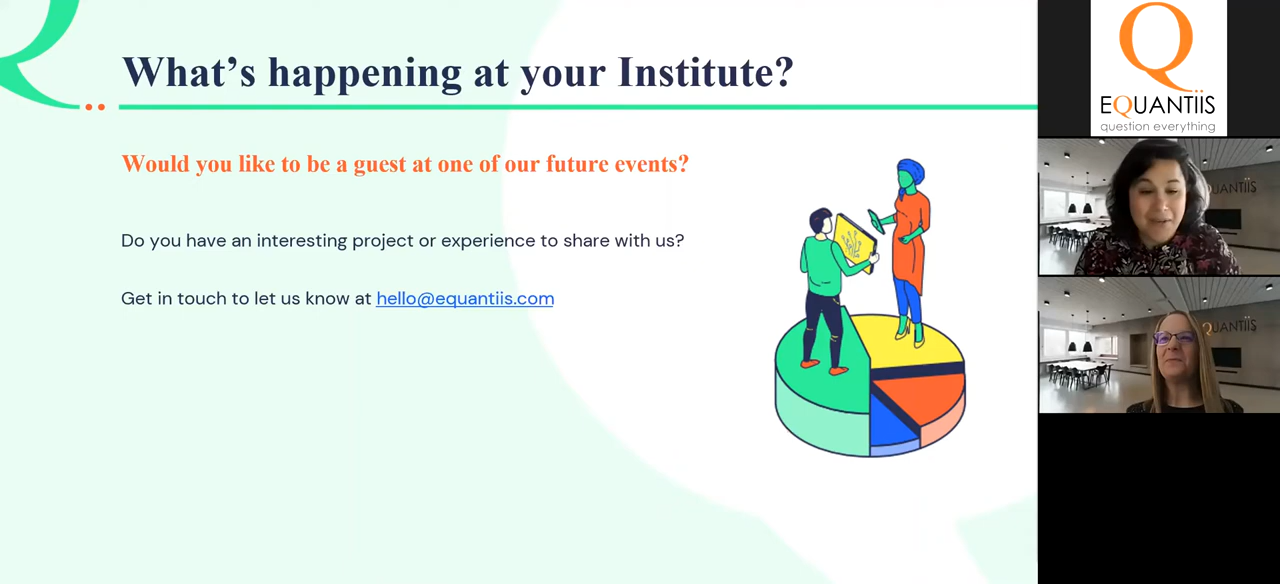 What's happening at your Institute?
Would you like to be a guest at one of our future events?
Do you have an interesting project or experience to share with us?
Get in touch to let us know at hello@equantiis.com
EQUANTIIS
question everything
QUANTIIS
QUANTIIS